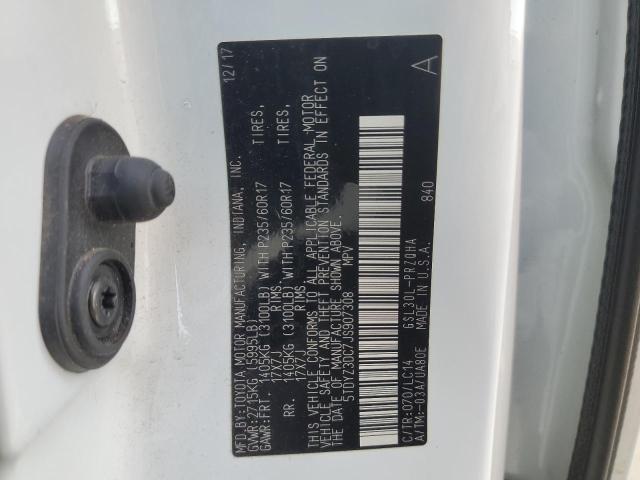 MFD.BY:TOYOTA MOTOR MANUFACTURING, INDIANA, INC. 12/17
GVWR:2715KG (5995LB)
GAWR:FRT. 1405KG (3100LB) WITH P235/60R17 TIRES,
17X7J RIMS,
RR. 1405KG (3100LB) WITH P235/60R17 TIRES,
17X7J RIMS.
THIS VEHICLE CONFORMS TO ALL APPLICABLE FEDERAL MOTOR
VEHICLE SAFETY AND THEFT PREVENTION STANDARDS IN EFFECT ON
THE DATE OF MANUFACTURE SHOWN ABOVE.
5TDYZ3DC7JS907308 MPV
C/TR:070/LC14 GSL30L-PRZQHA 840 A
A/TM:-03A/UA80E MADE IN U.S.A.